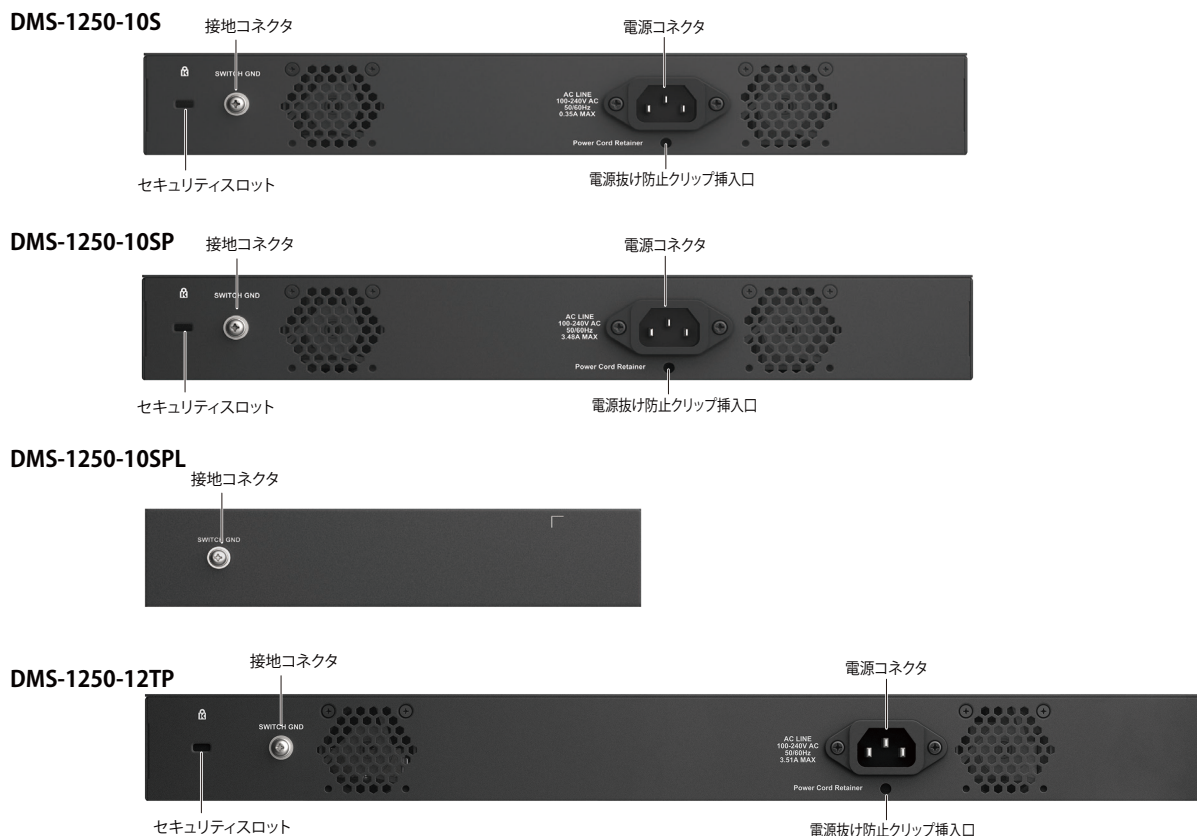 DMS-1250-10S
接地コネクタ
電源コネクタ
SWITCH GND
AC LINE
100-240V AC
50/60Hz
0.35A MAX
Power Cord Retainer
セキュリティスロット
電源抜け防止クリップ挿入口
DMS-1250-10SP
接地コネクタ
電源コネクタ
SWITCH GND
AC LINE
100-240V AC
50/60Hz
3.48A MAX
Power Cord Retainer
セキュリティスロット
電源抜け防止クリップ挿入口
DMS-1250-10SPL
接地コネクタ
SWITCH GND
DMS-1250-12TP
接地コネクタ
電源コネクタ
SWITCH GND
AC LINE
100-240V AC
50/60Hz
3.51A MAX
Power Cord Retainer
セキュリティスロット
電源抜け防止クリップ挿入口